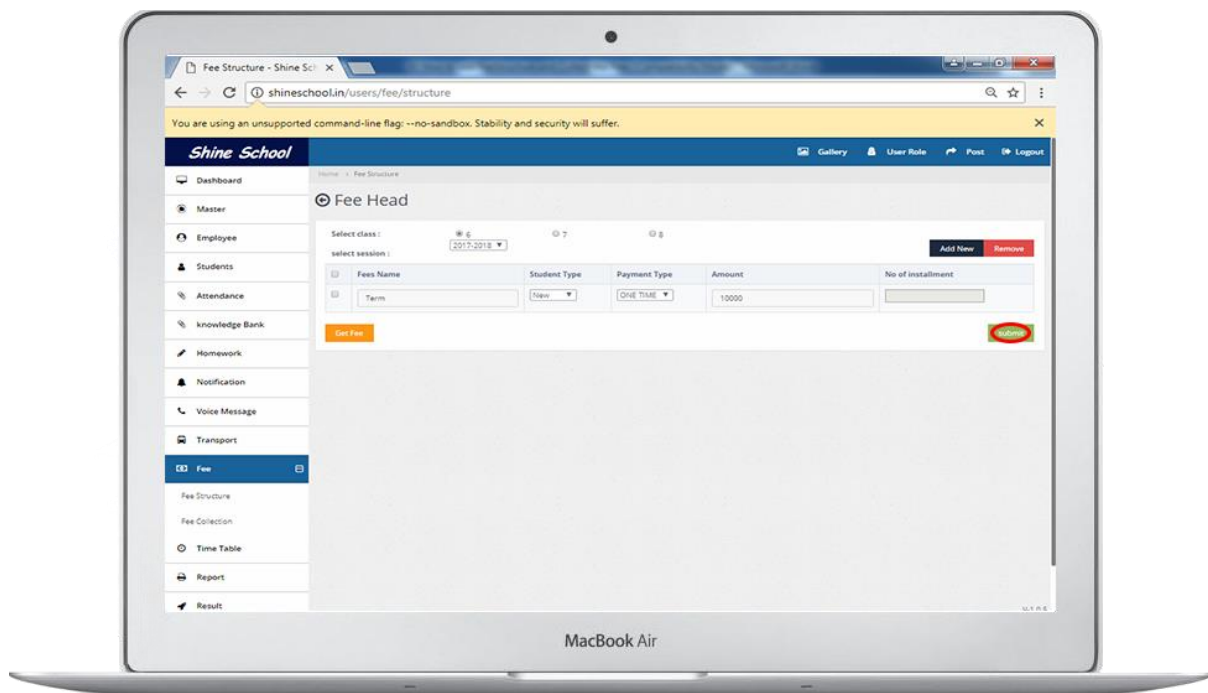 Fee Structure - Shine Sch
shineschool.in/users/fee/structure
You are using an unsupported command-line flag: --no-sandbox. Stability and security will suffer.
Shine School
Gallery User Role Post Logout
Home Fee Structure
Fee Head
Select class : 6 7 8
select session : 2017-2018
Add New Remove
Fees Name Student Type Payment Type Amount No of installment
Term New ONE TIME 10000
Get Fee submit
Dashboard
Master
Employee
Students
Attendance
knowledge Bank
Homework
Notification
Voice Message
Transport
Fee
Fee Structure
Fee Collection
Time Table
Report
Result
MacBook Air